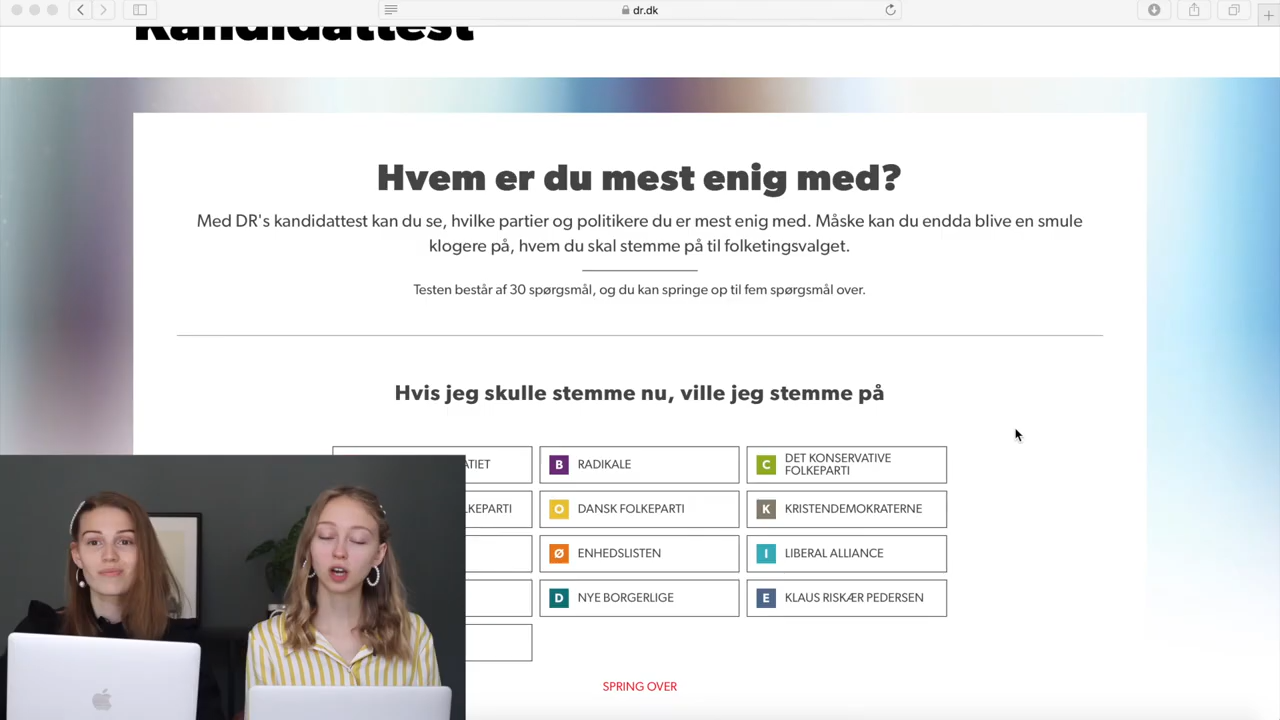 dr.dk
Kandidattest
Hvem er du mest enig med?
Med DR's kandidattest kan du se, hvilke partier og politikere du er mest enig med. Måske kan du endda blive en smule
klogere på, hvem du skal stemme på til folketingsvalget.
Testen består af 30 spørgsmål, og du kan springe op til fem spørgsmål over.
Hvis jeg skulle stemme nu, ville jeg stemme på
B RADIKALE
C DET KONSERVATIVE
FOLKEPARTI
O DANSK FOLKEPARTI
K KRISTENDEMOKRATERNE
Ø ENHEDSLISTEN
I LIBERAL ALLIANCE
D NYE BORGERLIGE
E KLAUS RISKÆR PEDERSEN
SPRING OVER